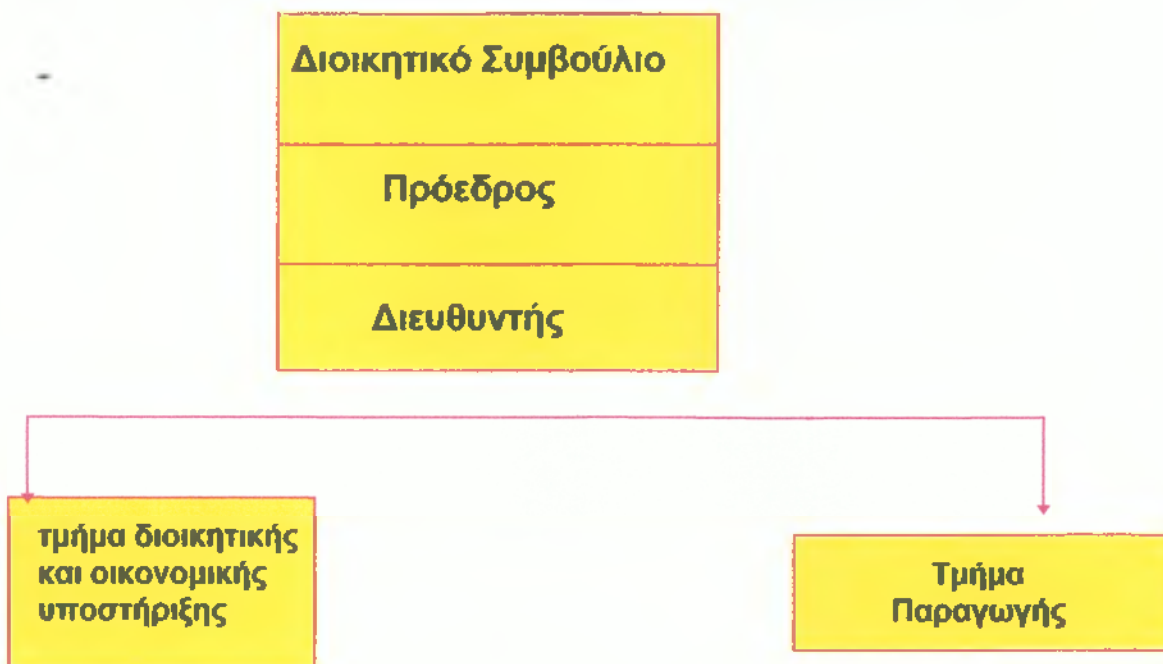 Διοικητικό Συμβούλιο
Πρόεδρος
Διευθυντής
τμήμα διοικητικής
και οικονομικής
υποστήριξης
Τμήμα
Παραγωγής